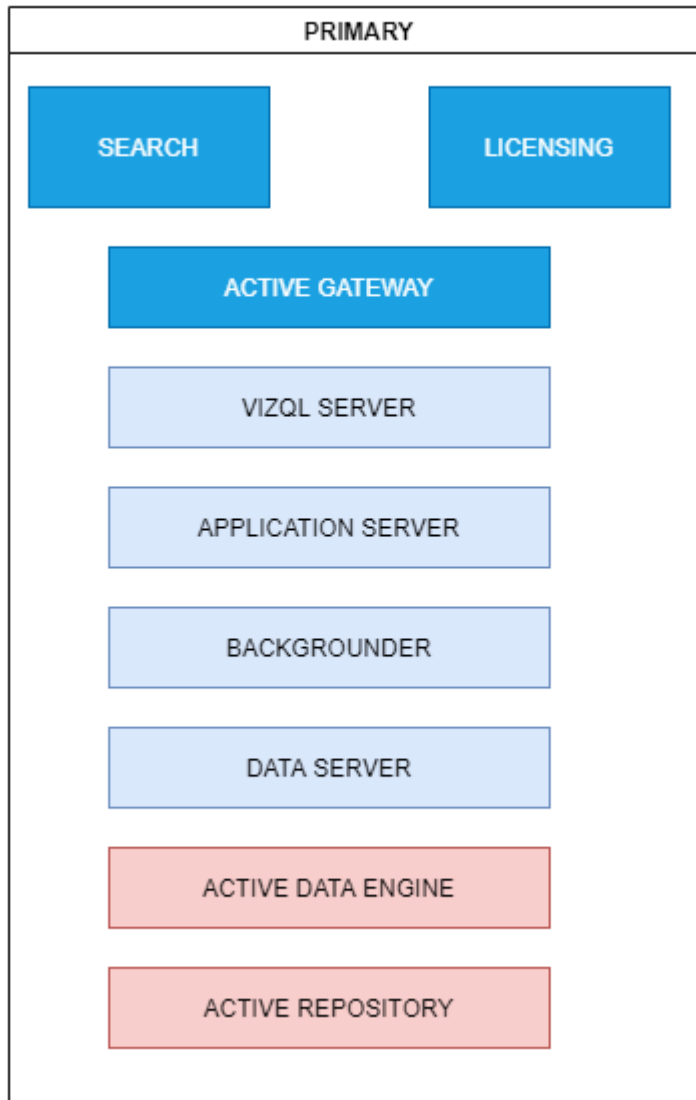 PRIMARY
SEARCH
LICENSING
ACTIVE GATEWAY
VIZQL SERVER
APPLICATION SERVER
BACKGROUNDER
DATA SERVER
ACTIVE DATA ENGINE
ACTIVE REPOSITORY